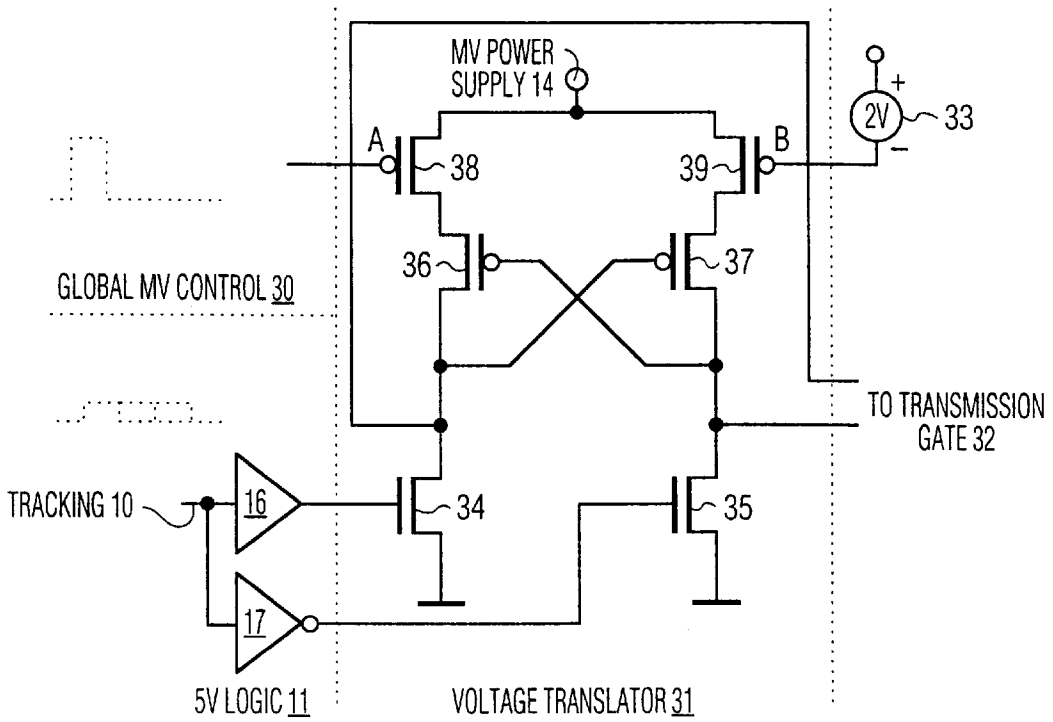 MV POWER
SUPPLY 14
A
B
38
39
+
2V
33
−
36
37
GLOBAL MV CONTROL 30
TO TRANSMISSION
GATE 32
TRACKING 10
16
34
35
17
5V LOGIC 11
VOLTAGE TRANSLATOR 31